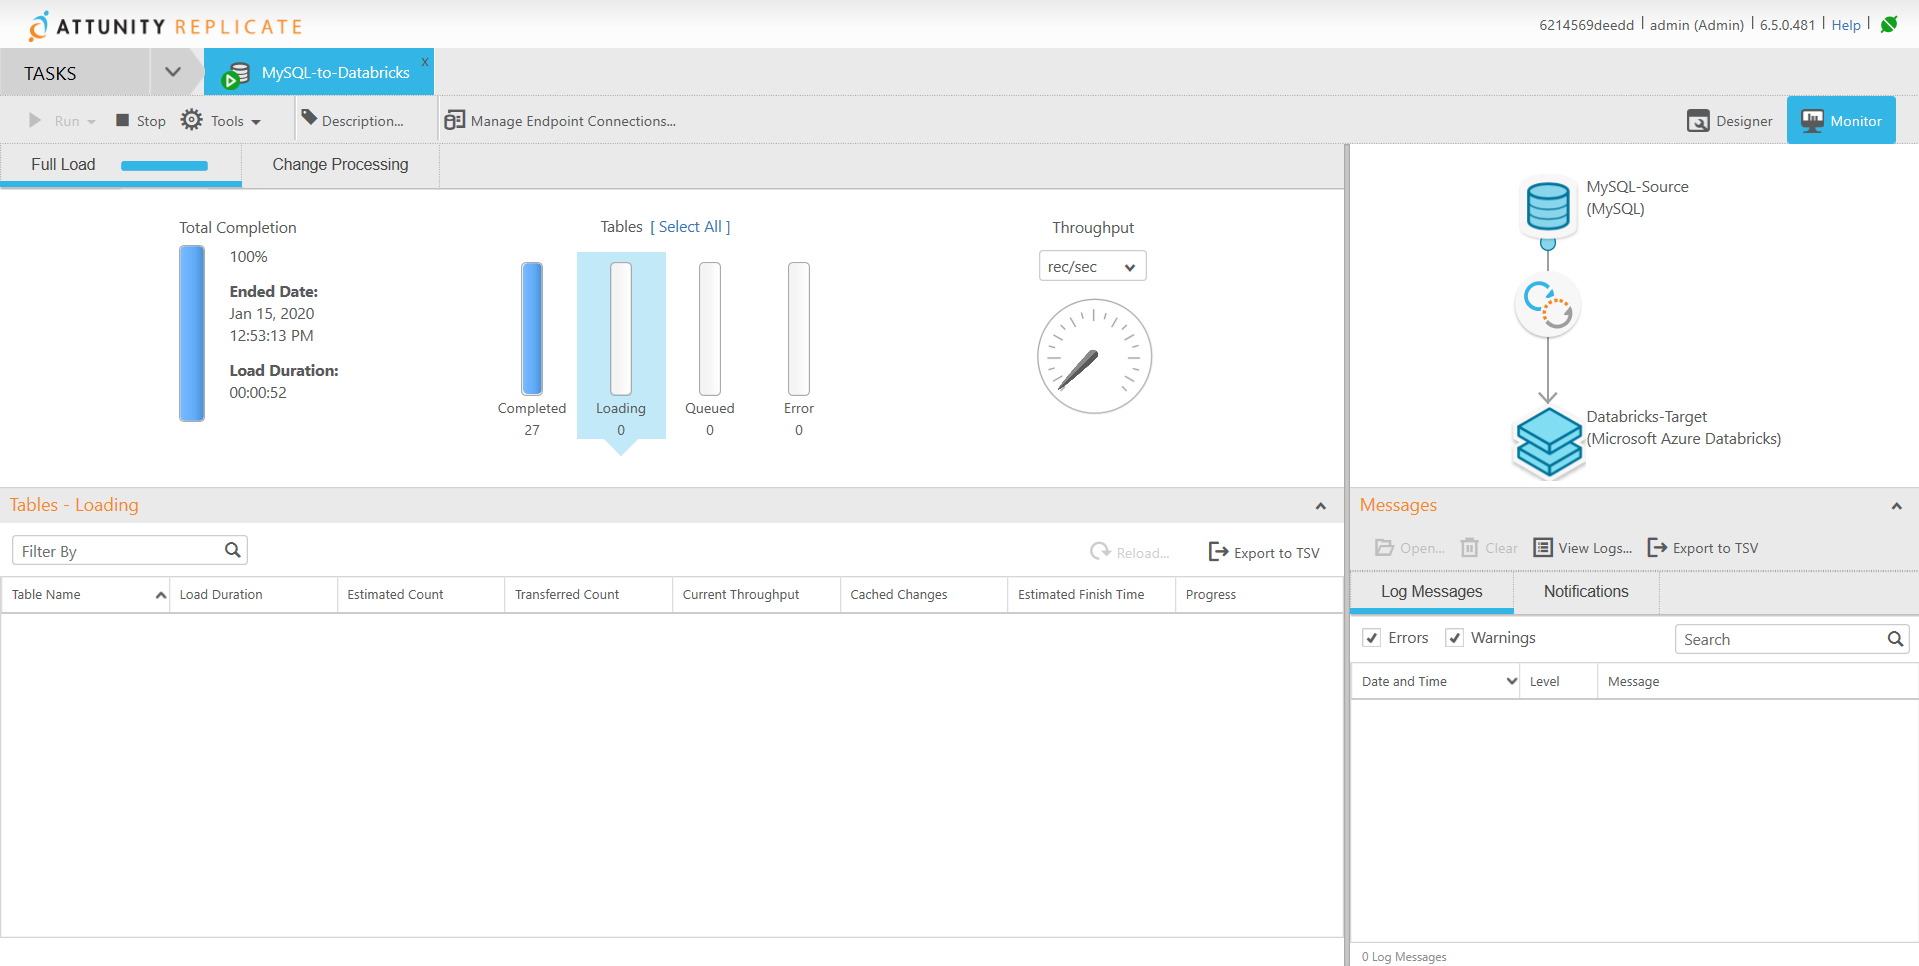 ATTUNITY REPLICATE
6214569deedd | admin (Admin) | 6.5.0.481 | Help |
TASKS
MySQL-to-Databricks
x
Run
Stop
Tools
Description...
Manage Endpoint Connections...
Designer
Monitor
Full Load
Change Processing
Total Completion
100%
Ended Date:
Jan 15, 2020
12:53:13 PM
Load Duration:
00:00:52
Tables [ Select All ]
Completed
27
Loading
0
Queued
0
Error
0
Throughput
rec/sec
MySQL-Source
(MySQL)
Databricks-Target
(Microsoft Azure Databricks)
Tables - Loading
Filter By
Reload...
Export to TSV
Table Name
Load Duration
Estimated Count
Transferred Count
Current Throughput
Cached Changes
Estimated Finish Time
Progress
Messages
Open...
Clear
View Logs...
Export to TSV
Log Messages
Notifications
Errors
Warnings
Search
Date and Time
Level
Message
0 Log Messages